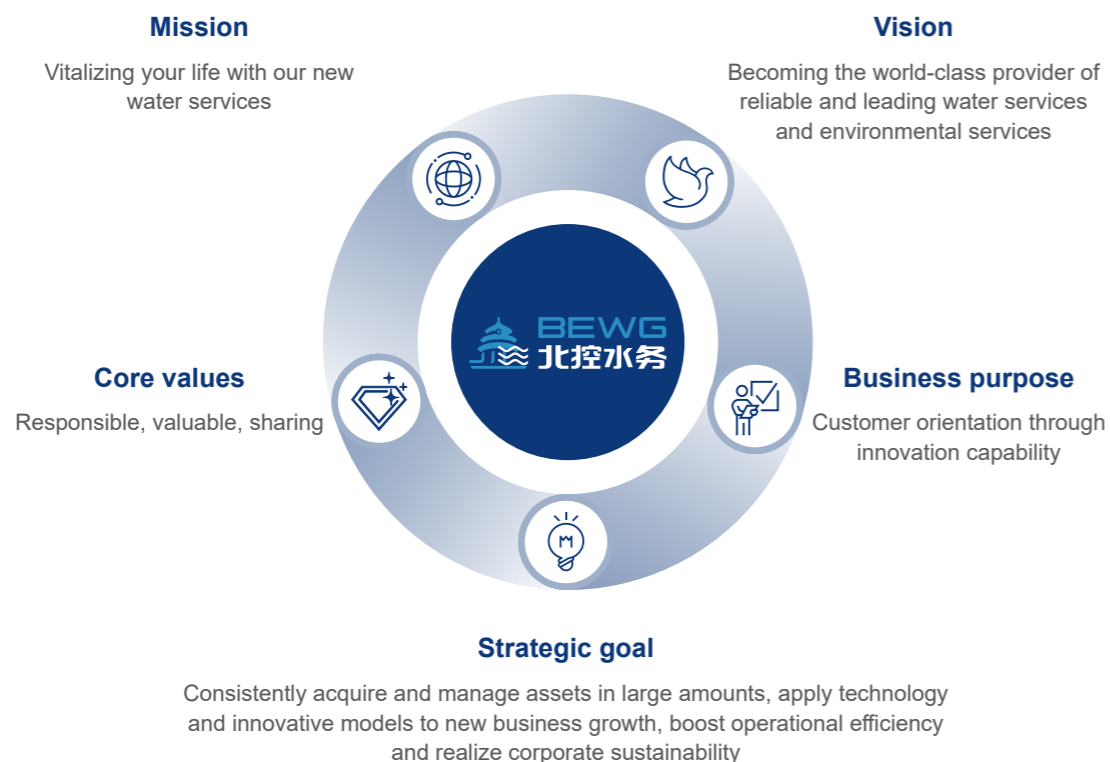 Mission
Vitalizing your life with our new
water services
Vision
Becoming the world-class provider of
reliable and leading water services
and environmental services
BEWG
北控水务
Core values
Responsible, valuable, sharing
Business purpose
Customer orientation through
innovation capability
Strategic goal
Consistently acquire and manage assets in large amounts, apply technology
and innovative models to new business growth, boost operational efficiency
and realize corporate sustainability